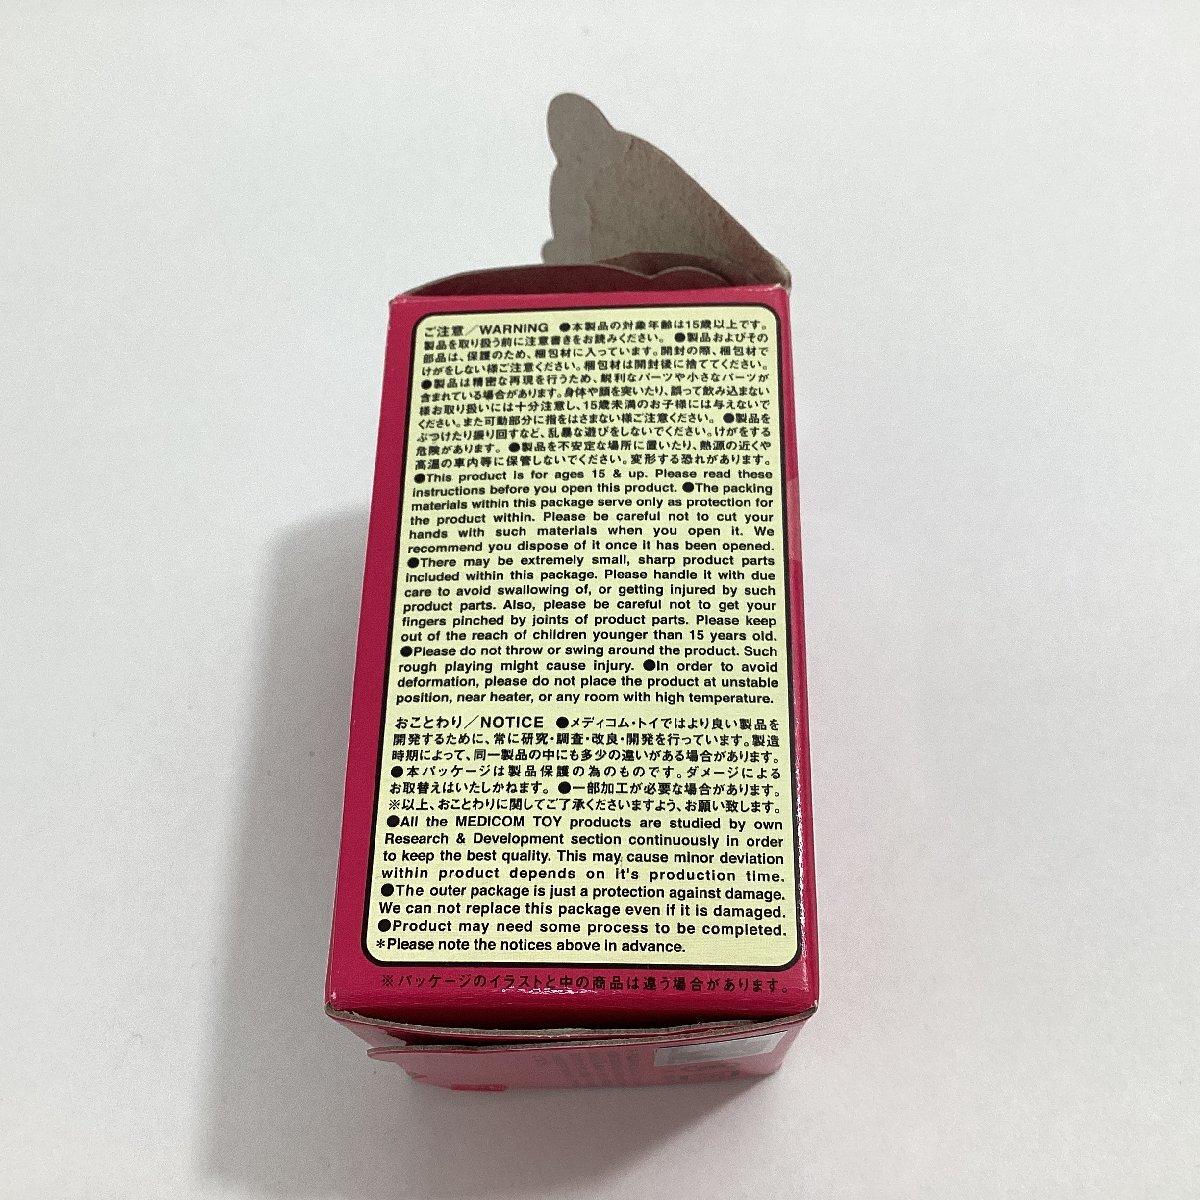 ご注意／WARNING ●本製品の対象年齢は15歳以上です。
製品を取り扱う前に注意書きをお読みください。 ●製品およびその
部品は、保護のため、梱包材に入っています。開封の際、梱包材で
けがをしない様ご注意ください。梱包材は開封後に捨ててください。
●製品は精密な再現を行うため、鋭利なパーツや小さなパーツが
含まれている場合があります。身体や顔を突いたり、誤って飲み込まない
様お取り扱いには十分注意し、15歳未満のお子様には与えないで
ください。また可動部分に指をはさまない様ご注意ください。 ●製品を
ぶつけたり振り回すなど、乱暴な遊びをしないでください。けがをする
危険があります。 ●製品を不安定な場所に置いたり、熱源の近くや
高温の車内等に保管しないでください。変形する恐れがあります。
●This product is for ages 15 & up. Please read these
instructions before you open this product. ●The packing
materials within this package serve only as protection for
the product within. Please be careful not to cut your
hands with such materials when you open it. We
recommend you dispose of it once it has been opened.
●There may be extremely small, sharp product parts
included within this package. Please handle it with due
care to avoid swallowing of, or getting injured by such
product parts. Also, please be careful not to get your
fingers pinched by joints of product parts. Please keep
out of the reach of children younger than 15 years old.
●Please do not throw or swing around the product. Such
rough playing might cause injury. ●In order to avoid
deformation, please do not place the product at unstable
position, near heater, or any room with high temperature.
おことわり／NOTICE ●メディコム・トイではより良い製品を
開発するために、常に研究・調査・改良・開発を行っています。製造
時期によって、同一製品の中にも多少の違いがある場合があります。
●本パッケージは製品保護の為のものです。ダメージによる
お取替えはいたしかねます。 ●一部加工が必要な場合があります。
※以上、おことわりに関してご了承くださいますよう、お願い致します。
●All the MEDICOM TOY products are studied by own
Research & Development section continuously in order
to keep the best quality. This may cause minor deviation
within product depends on it's production time.
●The outer package is just a protection against damage.
We can not replace this package even if it is damaged.
●Product may need some process to be completed.
*Please note the notices above in advance.
※パッケージのイラストと中の商品は違う場合があります。